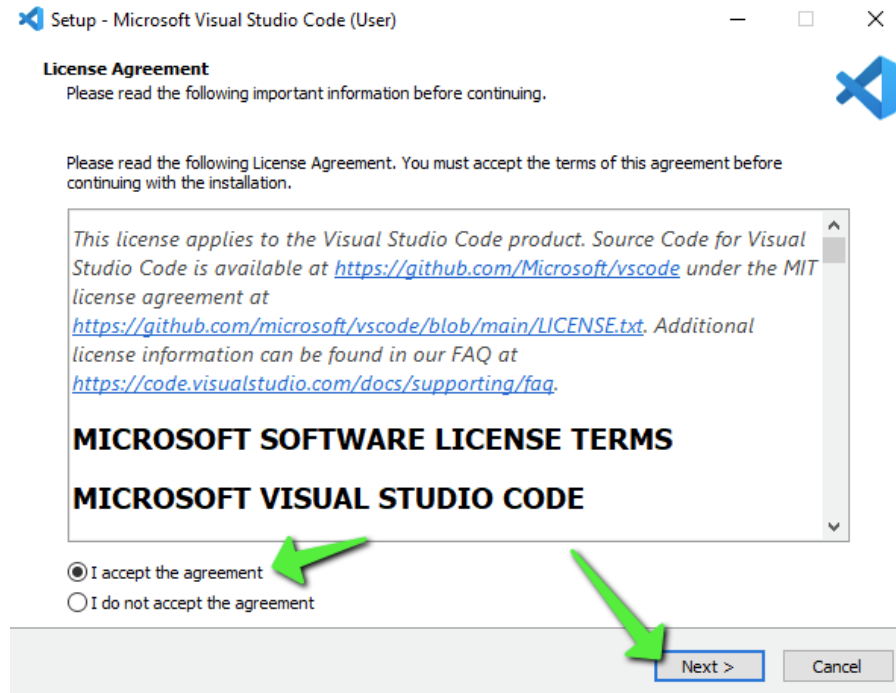 Setup - Microsoft Visual Studio Code (User)
License Agreement
Please read the following important information before continuing.
Please read the following License Agreement. You must accept the terms of this agreement before
continuing with the installation.
This license applies to the Visual Studio Code product. Source Code for Visual
Studio Code is available at https://github.com/Microsoft/vscode under the MIT
license agreement at
https://github.com/microsoft/vscode/blob/main/LICENSE.txt. Additional
license information can be found in our FAQ at
https://code.visualstudio.com/docs/supporting/faq.
MICROSOFT SOFTWARE LICENSE TERMS
MICROSOFT VISUAL STUDIO CODE
I accept the agreement
I do not accept the agreement
Next >
Cancel